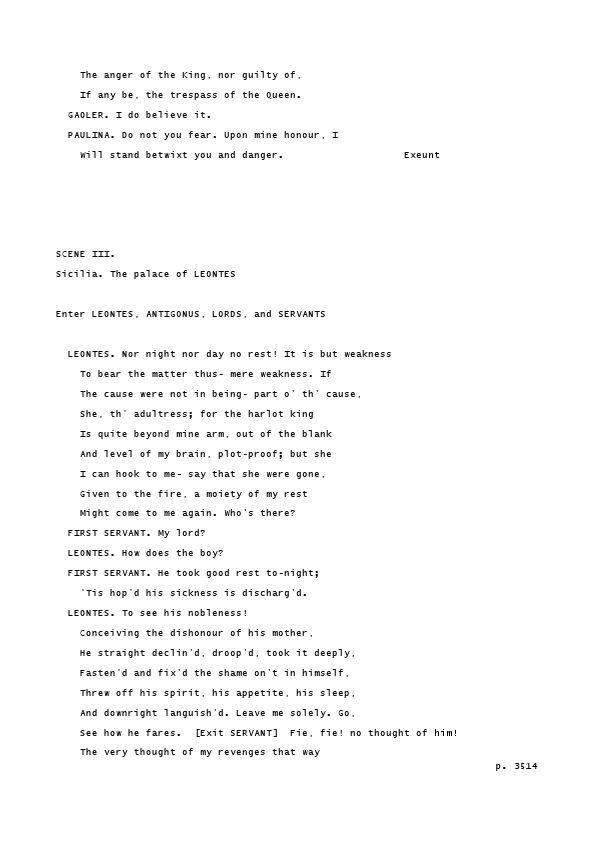 The anger of the King, nor guilty of,
If any be, the trespass of the Queen.
GAOLER. I do believe it.
PAULINA. Do not you fear. Upon mine honour, I
Will stand betwixt you and danger. Exeunt
SCENE III.
Sicilia. The palace of LEONTES
Enter LEONTES, ANTIGONUS, LORDS, and SERVANTS
LEONTES. Nor night nor day no rest! It is but weakness
To bear the matter thus- mere weakness. If
The cause were not in being- part o' th' cause,
She, th' adultress; for the harlot king
Is quite beyond mine arm, out of the blank
And level of my brain, plot-proof; but she
I can hook to me- say that she were gone,
Given to the fire, a moiety of my rest
Might come to me again. Who's there?
FIRST SERVANT. My lord?
LEONTES. How does the boy?
FIRST SERVANT. He took good rest to-night;
'Tis hop'd his sickness is discharg'd.
LEONTES. To see his nobleness!
Conceiving the dishonour of his mother,
He straight declin'd, droop'd, took it deeply,
Fasten'd and fix'd the shame on't in himself,
Threw off his spirit, his appetite, his sleep,
And downright languish'd. Leave me solely. Go,
See how he fares. [Exit SERVANT] Fie, fie! no thought of him!
The very thought of my revenges that way
p. 3514